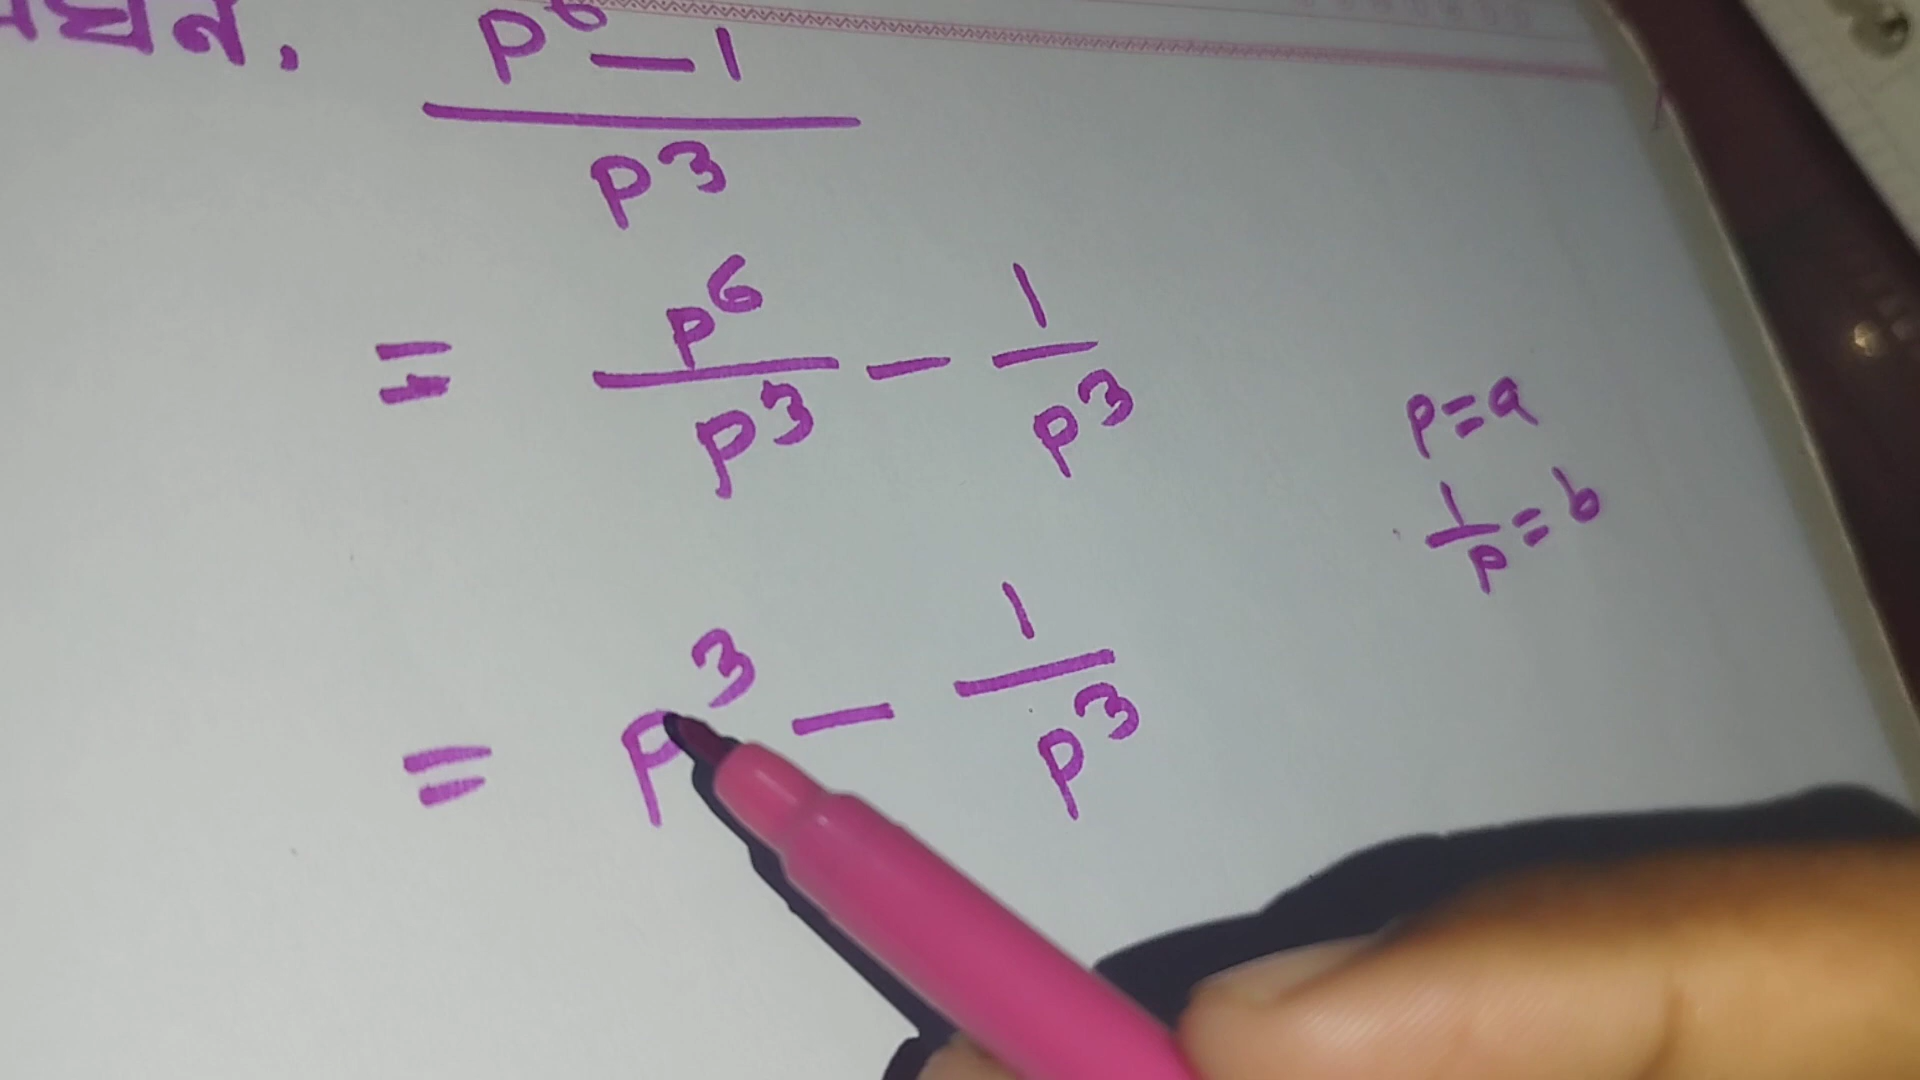 p⁶ - 1 / p³
= p⁶ / p³ - 1 / p³
p = a
1 / p = b
= p³ - 1 / p³